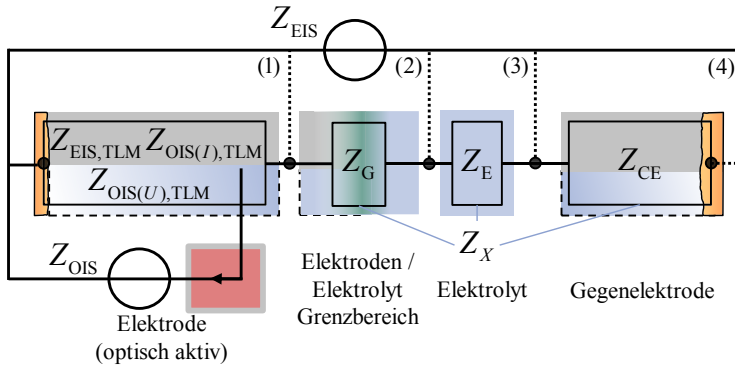 Z_EIS
(1) (2) (3) (4)
Z_EIS,TLM Z_OIS(I),TLM
Z_OIS(U),TLM
Z_G
Z_E
Z_CE
Z_X
Z_OIS
Elektrode
(optisch aktiv)
Elektroden /
Elektrolyt
Grenzbereich
Elektrolyt
Gegenelektrode